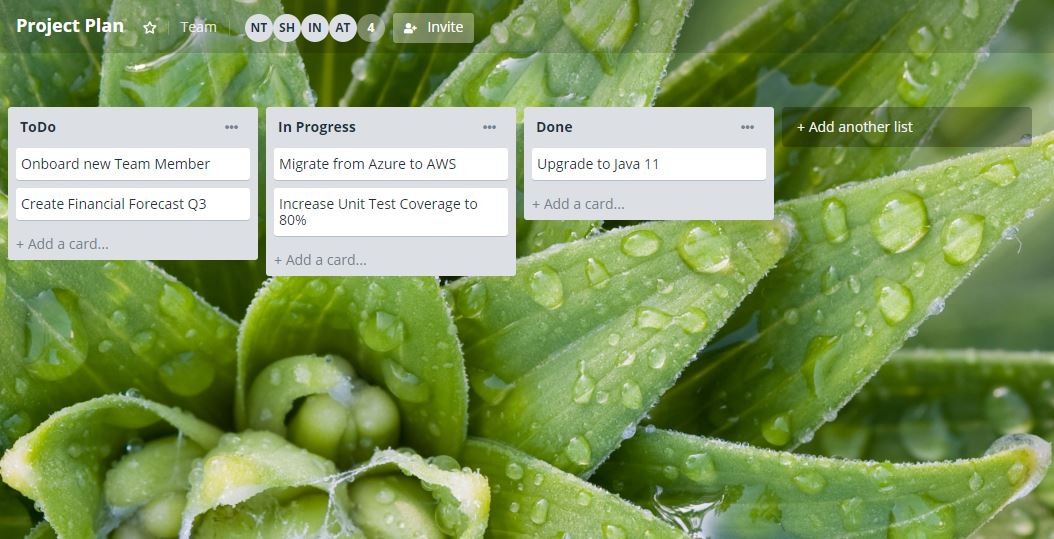 Project Plan
Team
NT SH IN AT 4
Invite
ToDo
Onboard new Team Member
Create Financial Forecast Q3
+ Add a card...
In Progress
Migrate from Azure to AWS
Increase Unit Test Coverage to
80%
+ Add a card...
Done
Upgrade to Java 11
+ Add a card...
+ Add another list